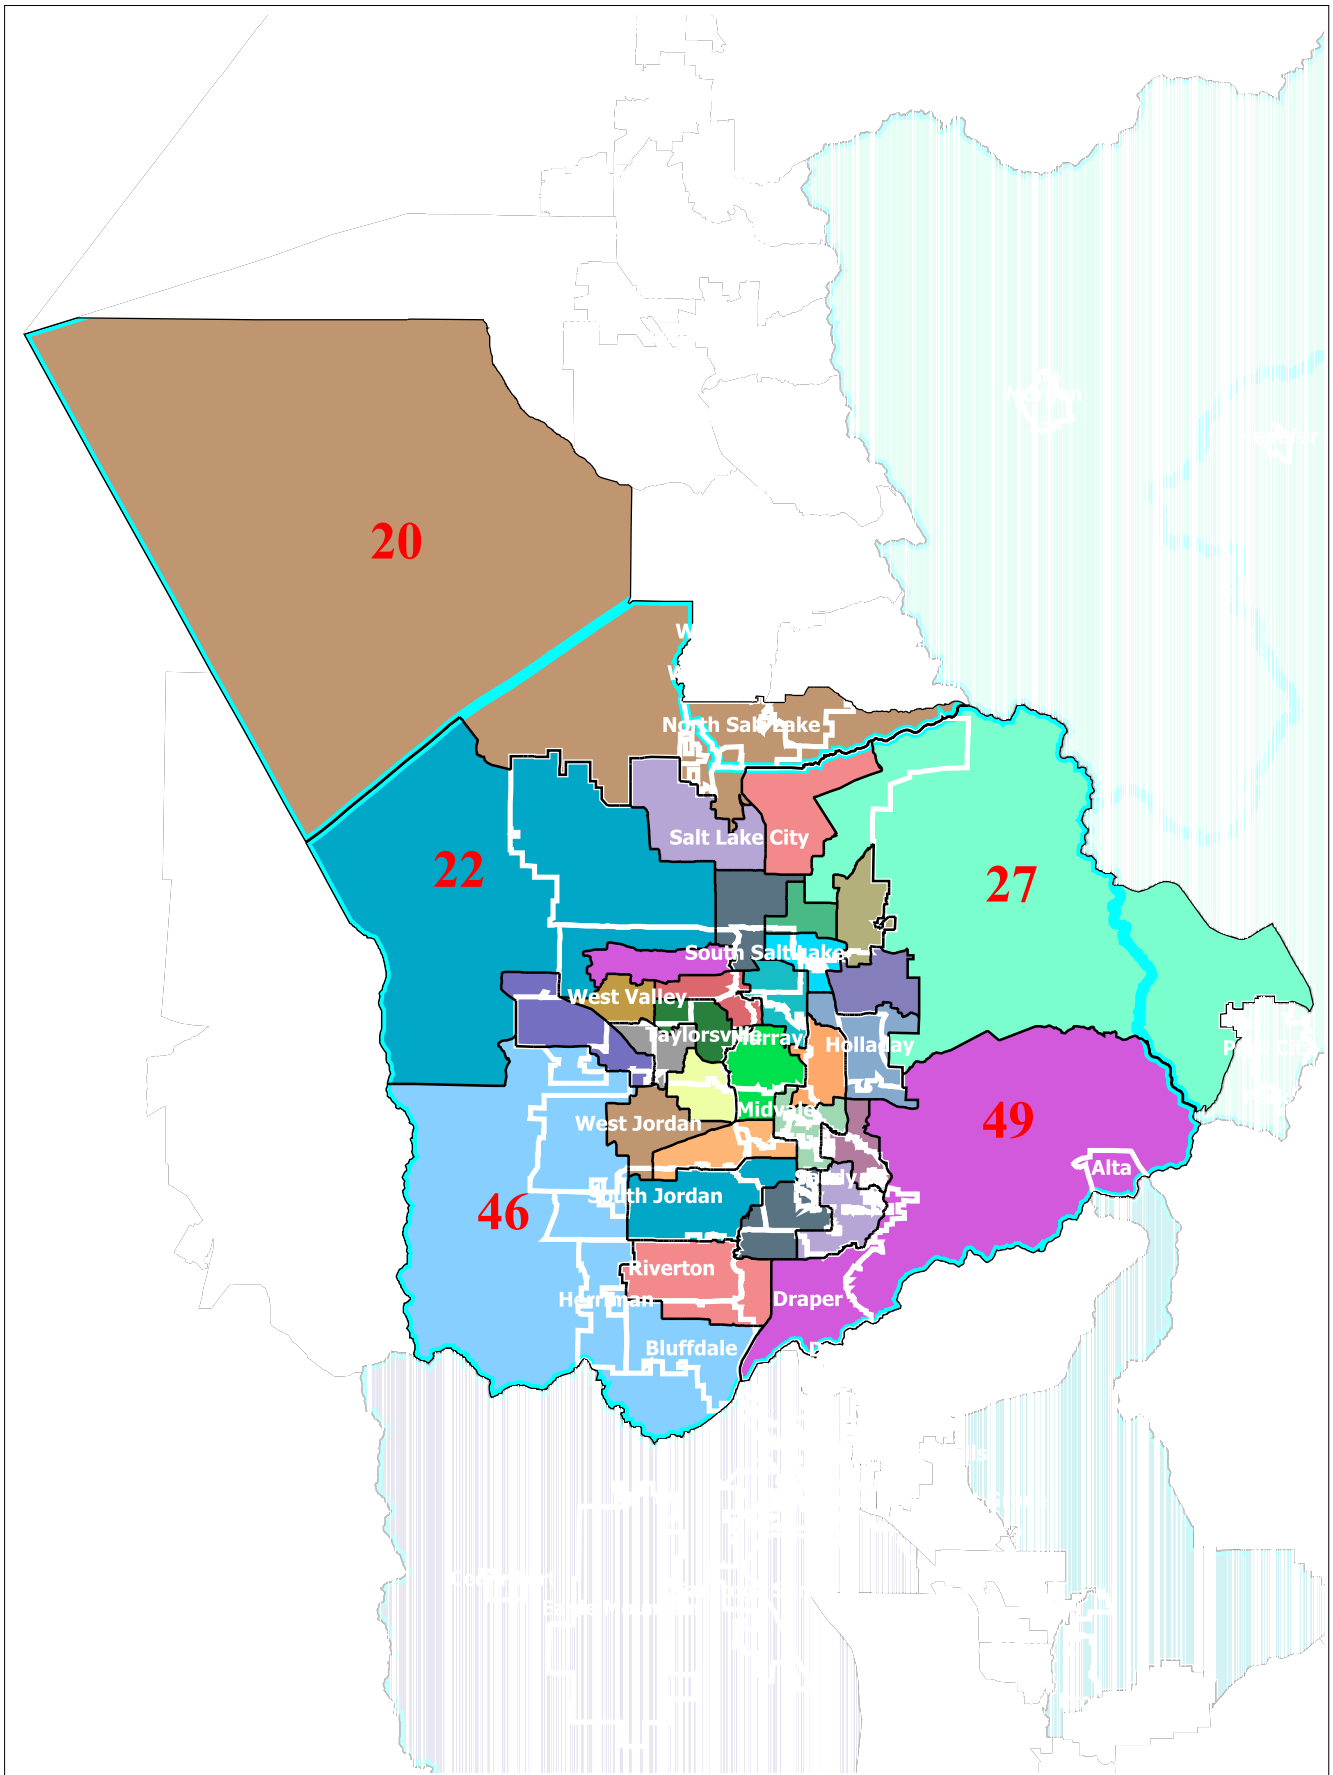 20
North Salt Lake
Salt Lake City
22
27
South Salt Lake
West Valley
Taylorsville
Murray
Holladay
Midvale
West Jordan
49
Alta
Sandy
South Jordan
46
Riverton
Herriman
Draper
Bluffdale